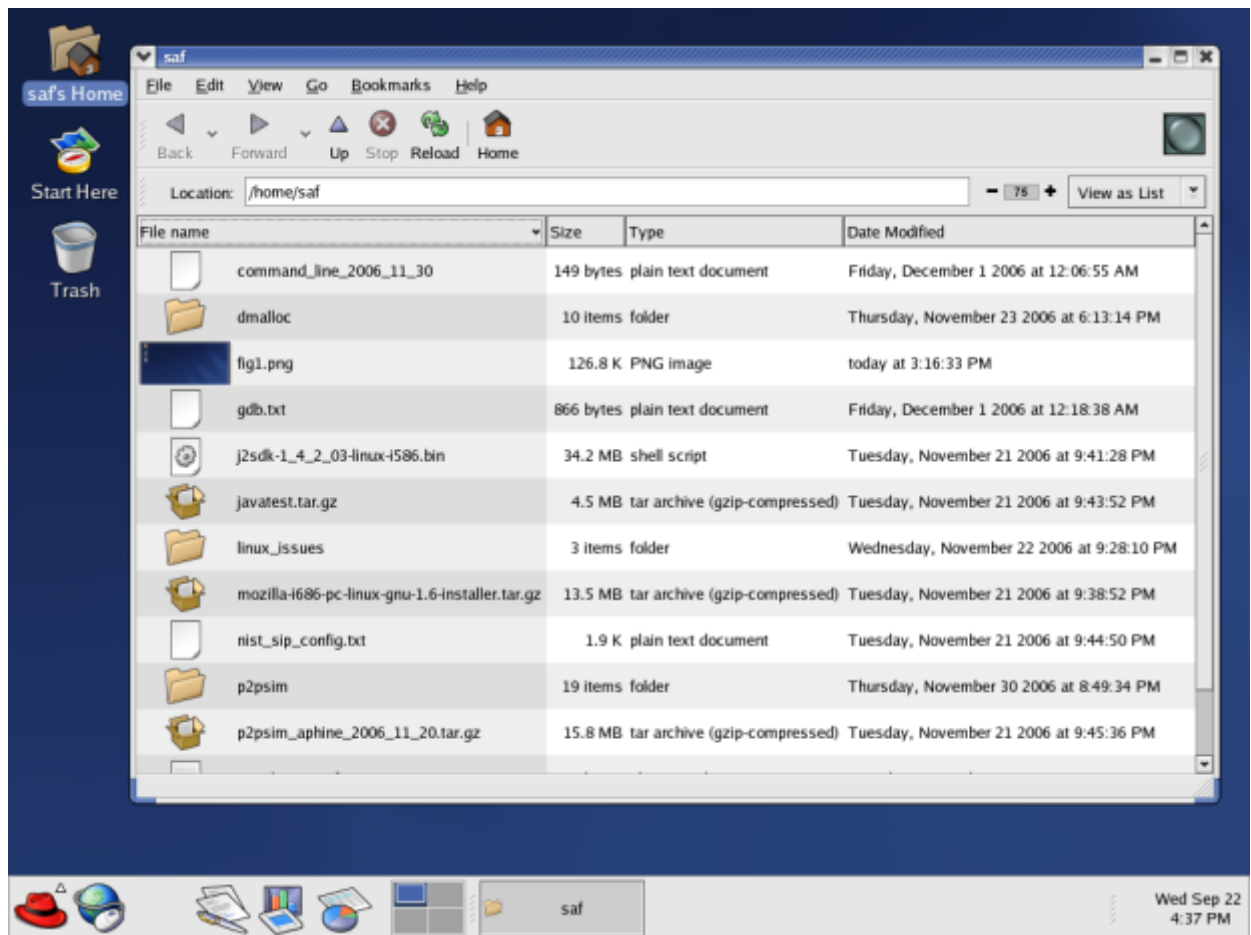 saf's Home
Start Here
Trash
saf
File Edit View Go Bookmarks Help
Back Forward Up Stop Reload Home
Location: /home/saf 75 View as List
File name Size Type Date Modified
command_line_2006_11_30 149 bytes plain text document Friday, December 1 2006 at 12:06:55 AM
dmalloc 10 items folder Thursday, November 23 2006 at 6:13:14 PM
fig1.png 126.8 K PNG image today at 3:16:33 PM
gdb.txt 866 bytes plain text document Friday, December 1 2006 at 12:18:38 AM
j2sdk-1_4_2_03-linux-i586.bin 34.2 MB shell script Tuesday, November 21 2006 at 9:41:28 PM
javatest.tar.gz 4.5 MB tar archive (gzip-compressed) Tuesday, November 21 2006 at 9:43:52 PM
linux_issues 3 items folder Wednesday, November 22 2006 at 9:28:10 PM
mozilla-i686-pc-linux-gnu-1.6-installer.tar.gz 13.5 MB tar archive (gzip-compressed) Tuesday, November 21 2006 at 9:38:52 PM
nist_sip_config.txt 1.9 K plain text document Tuesday, November 21 2006 at 9:44:50 PM
p2psim 19 items folder Thursday, November 30 2006 at 8:49:34 PM
p2psim_aphine_2006_11_20.tar.gz 15.8 MB tar archive (gzip-compressed) Tuesday, November 21 2006 at 9:45:36 PM
saf
Wed Sep 22
4:37 PM